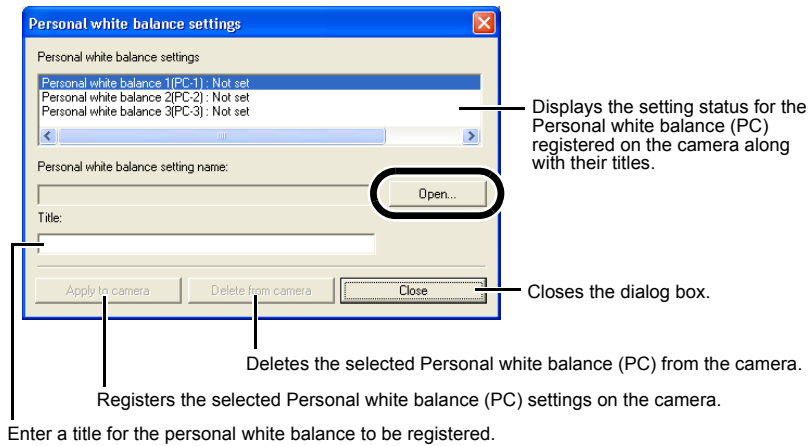 Personal white balance settings
Personal white balance settings
Personal white balance 1(PC-1) : Not set
Personal white balance 2(PC-2) : Not set
Personal white balance 3(PC-3) : Not set
Displays the setting status for the
Personal white balance (PC)
registered on the camera along
with their titles.
Personal white balance setting name:
Open...
Title:
Apply to camera
Delete from camera
Close
Closes the dialog box.
Deletes the selected Personal white balance (PC) from the camera.
Registers the selected Personal white balance (PC) settings on the camera.
Enter a title for the personal white balance to be registered.